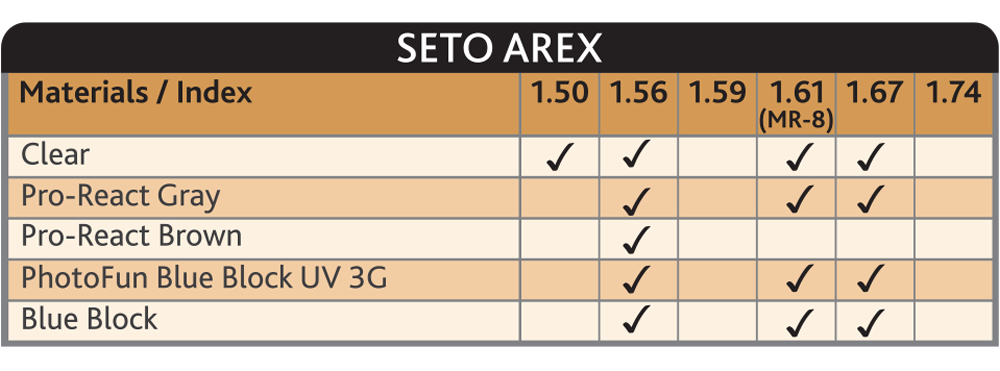 SETO AREX
Materials / Index 1.50 1.56 1.59 1.61 1.67 1.74
(MR-8)
Clear ✓ ✓ ✓ ✓
Pro-React Gray ✓ ✓ ✓
Pro-React Brown ✓
PhotoFun Blue Block UV 3G ✓ ✓ ✓
Blue Block ✓ ✓ ✓